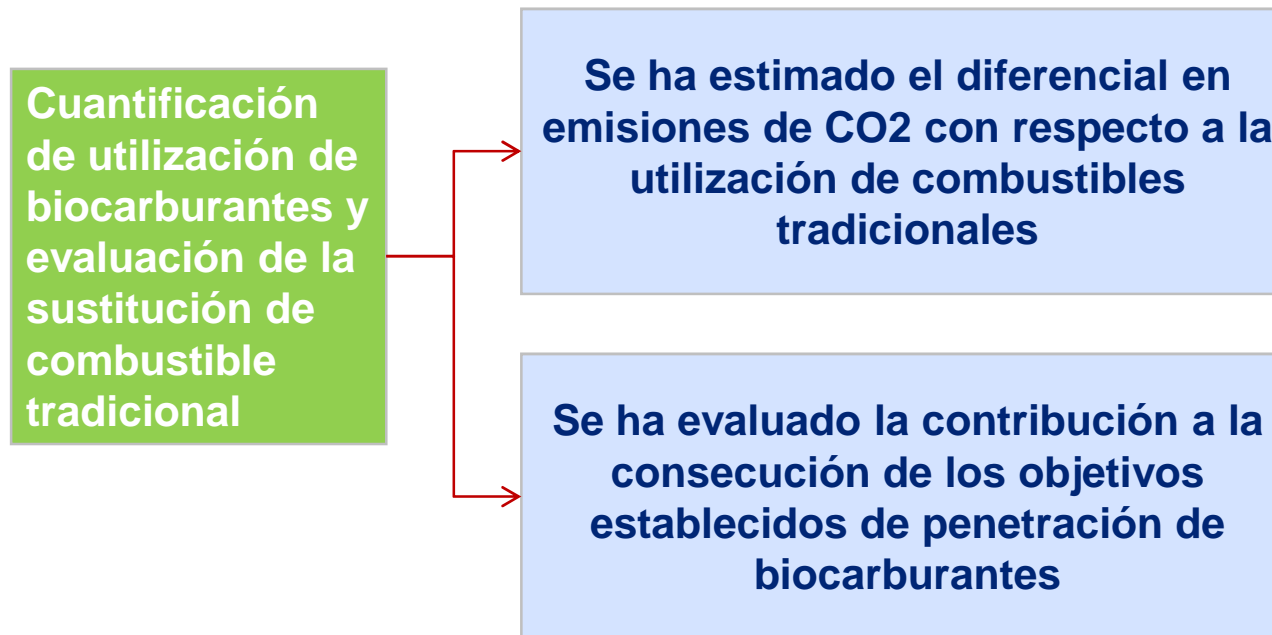 Cuantificación
de utilización de
biocarburantes y
evaluación de la
sustitución de
combustible
tradicional
Se ha estimado el diferencial en
emisiones de CO2 con respecto a la
utilización de combustibles
tradicionales
Se ha evaluado la contribución a la
consecución de los objetivos
establecidos de penetración de
biocarburantes